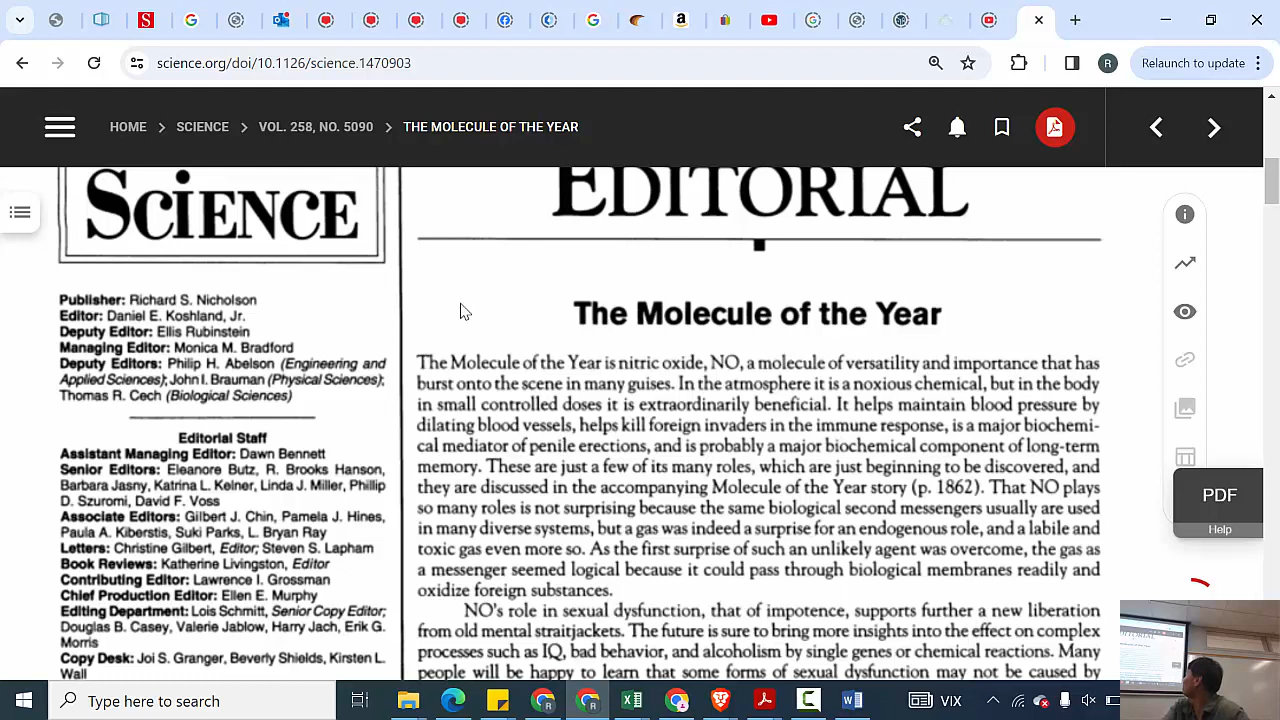 science.org/doi/10.1126/science.1470903
Relaunch to update
HOME
SCIENCE
VOL. 258, NO. 5090
THE MOLECULE OF THE YEAR
SCiENCE
EDITORIAL
Publisher: Richard S. Nicholson
Editor: Daniel E. Koshland, Jr.
Deputy Editor: Ellis Rubinstein
Managing Editor: Monica M. Bradford
Deputy Editors: Philip H. Abelson (Engineering and
Applied Sciences); John I. Brauman (Physical Sciences);
Thomas R. Cech (Biological Sciences)
Editorial Staff
Assistant Managing Editor: Dawn Bennett
Senior Editors: Eleanore Butz, R. Brooks Hanson,
Barbara Jasny, Katrina L. Kelner, Linda J. Miller, Phillip
D. Szuromi, David F. Voss
Associate Editors: Gilbert J. Chin, Pamela J. Hines,
Paula A. Kiberstis, Suki Parks, L. Bryan Ray
Letters: Christine Gilbert, Editor; Steven S. Lapham
Book Reviews: Katherine Livingston, Editor
Contributing Editor: Lawrence I. Grossman
Chief Production Editor: Ellen E. Murphy
Editing Department: Lois Schmitt, Senior Copy Editor;
Douglas B. Casey, Valerie Jablow, Harry Jach, Erik G.
Morris
Copy Desk: Joi S. Granger, Beverly Shields, Kirsten L.
Wall
The Molecule of the Year
The Molecule of the Year is nitric oxide, NO, a molecule of versatility and importance that has
burst onto the scene in many guises. In the atmosphere it is a noxious chemical, but in the body
in small controlled doses it is extraordinarily beneficial. It helps maintain blood pressure by
dilating blood vessels, helps kill foreign invaders in the immune response, is a major biochemi-
cal mediator of penile erections, and is probably a major biochemical component of long-term
memory. These are just a few of its many roles, which are just beginning to be discovered, and
they are discussed in the accompanying Molecule of the Year story (p. 1862). That NO plays
so many roles is not surprising because the same biological second messengers usually are used
in many diverse systems, but a gas was indeed a surprise for an endogenous role, and a labile and
toxic gas even more so. As the first surprise of such an unlikely agent was overcome, the gas as
a messenger seemed logical because it could pass through biological membranes readily and
oxidize foreign substances.
NO's role in sexual dysfunction, that of impotence, supports further a new liberation
from old mental straitjackets. The future is sure to bring more insights into the effect on complex
processes such as IQ, bad behavior, and alcoholism by single genes or chemical reactions. Many
people will be happy to learn that some forms of sexual dysfunction may not be caused by
PDF
Help
Type here to search
VIX